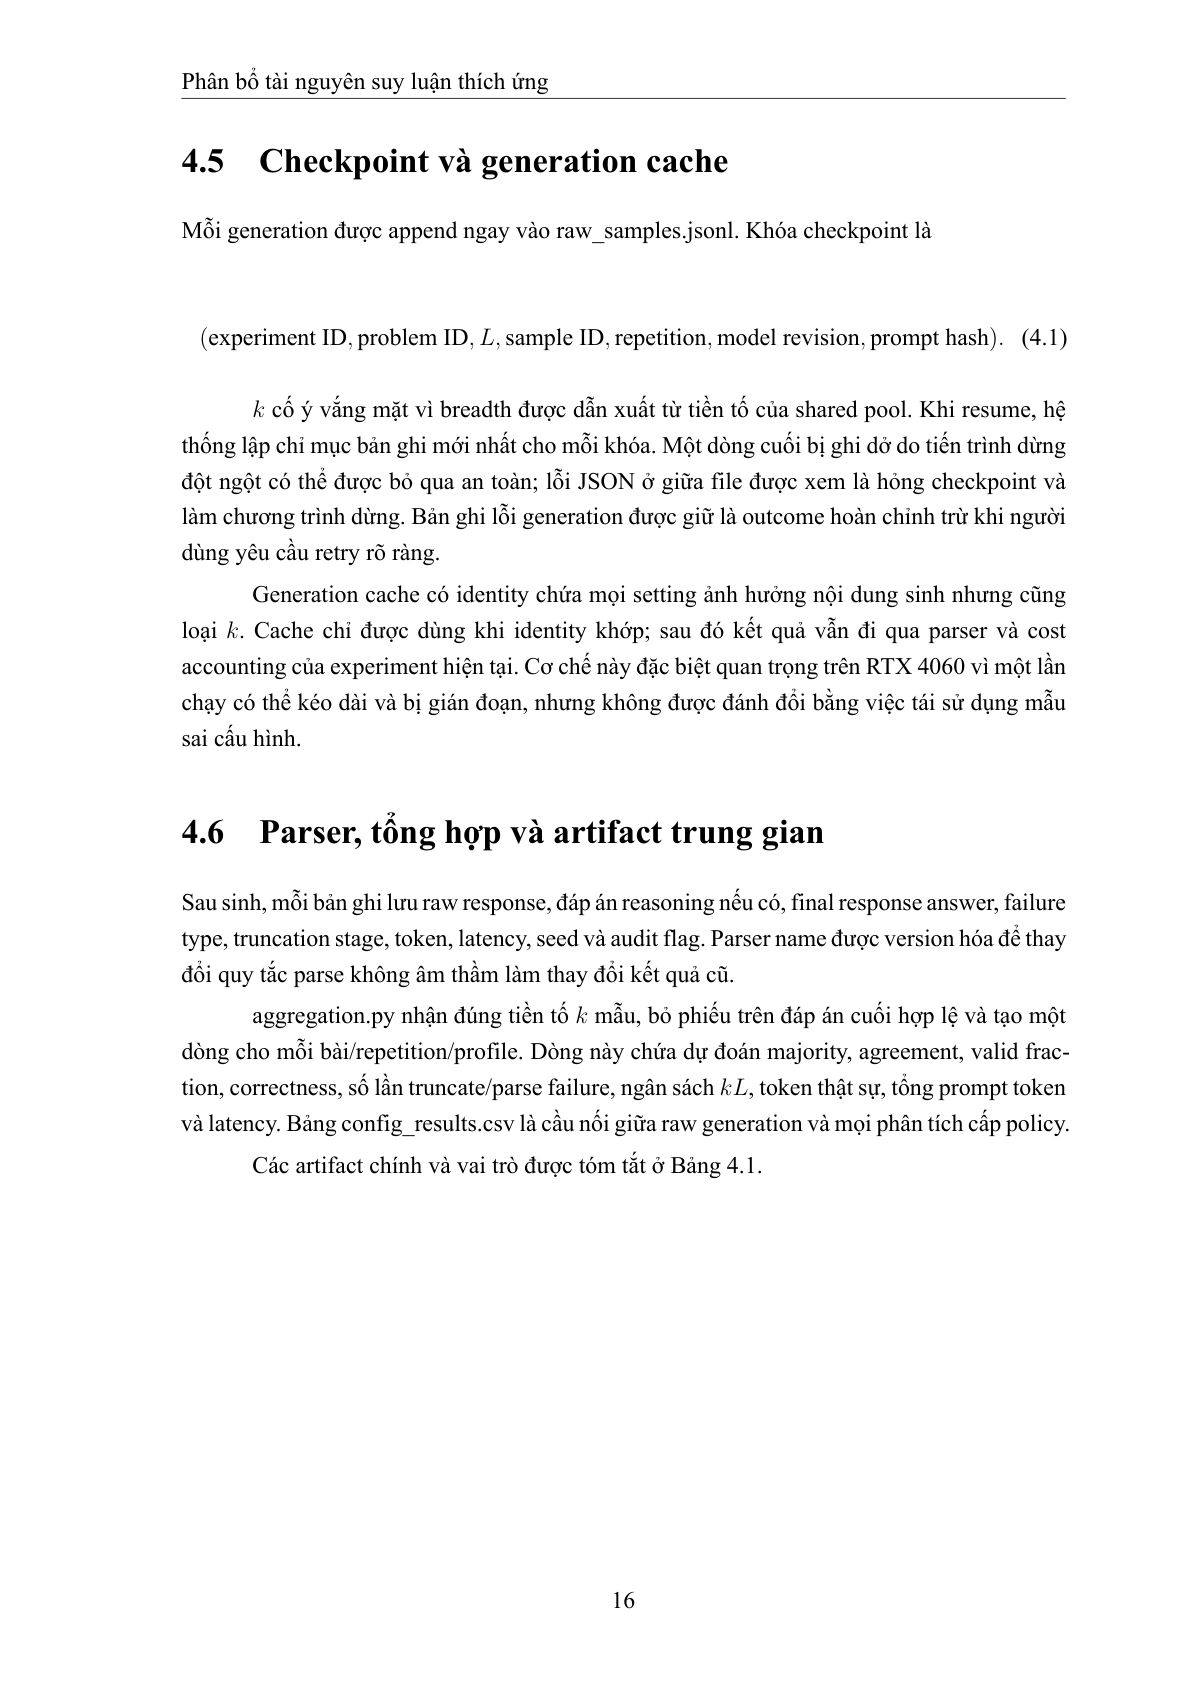 Phân bổ tài nguyên suy luận thích ứng
4.5 Checkpoint và generation cache
Mỗi generation được append ngay vào raw_samples.jsonl. Khóa checkpoint là
(experiment ID, problem ID, L, sample ID, repetition, model revision, prompt hash). (4.1)
k cố ý vắng mặt vì breadth được dẫn xuất từ tiền tố của shared pool. Khi resume, hệ
thống lập chỉ mục bản ghi mới nhất cho mỗi khóa. Một dòng cuối bị ghi dở do tiến trình dừng
đột ngột có thể được bỏ qua an toàn; lỗi JSON ở giữa file được xem là hỏng checkpoint và
làm chương trình dừng. Bản ghi lỗi generation được giữ là outcome hoàn chỉnh trừ khi người
dùng yêu cầu retry rõ ràng.
Generation cache có identity chứa mọi setting ảnh hưởng nội dung sinh nhưng cũng
loại k. Cache chỉ được dùng khi identity khớp; sau đó kết quả vẫn đi qua parser và cost
accounting của experiment hiện tại. Cơ chế này đặc biệt quan trọng trên RTX 4060 vì một lần
chạy có thể kéo dài và bị gián đoạn, nhưng không được đánh đổi bằng việc tái sử dụng mẫu
sai cấu hình.
4.6 Parser, tổng hợp và artifact trung gian
Sau sinh, mỗi bản ghi lưu raw response, đáp án reasoning nếu có, final response answer, failure
type, truncation stage, token, latency, seed và audit flag. Parser name được version hóa để thay
đổi quy tắc parse không âm thầm làm thay đổi kết quả cũ.
aggregation.py nhận đúng tiền tố k mẫu, bỏ phiếu trên đáp án cuối hợp lệ và tạo một
dòng cho mỗi bài/repetition/profile. Dòng này chứa dự đoán majority, agreement, valid frac-
tion, correctness, số lần truncate/parse failure, ngân sách kL, token thật sự, tổng prompt token
và latency. Bảng config_results.csv là cầu nối giữa raw generation và mọi phân tích cấp policy.
Các artifact chính và vai trò được tóm tắt ở Bảng 4.1.
16